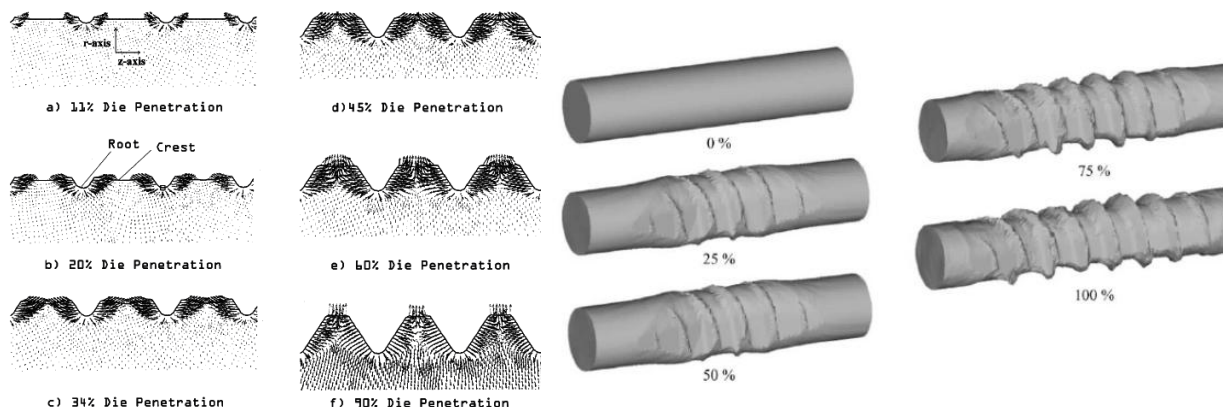 r-axis
z-axis
a) 11% Die Penetration
Root
Crest
b) 20% Die Penetration
c) 34% Die Penetration
d)45% Die Penetration
e) 60% Die Penetration
f) 90% Die Penetration
0 %
25 %
50 %
75 %
100 %